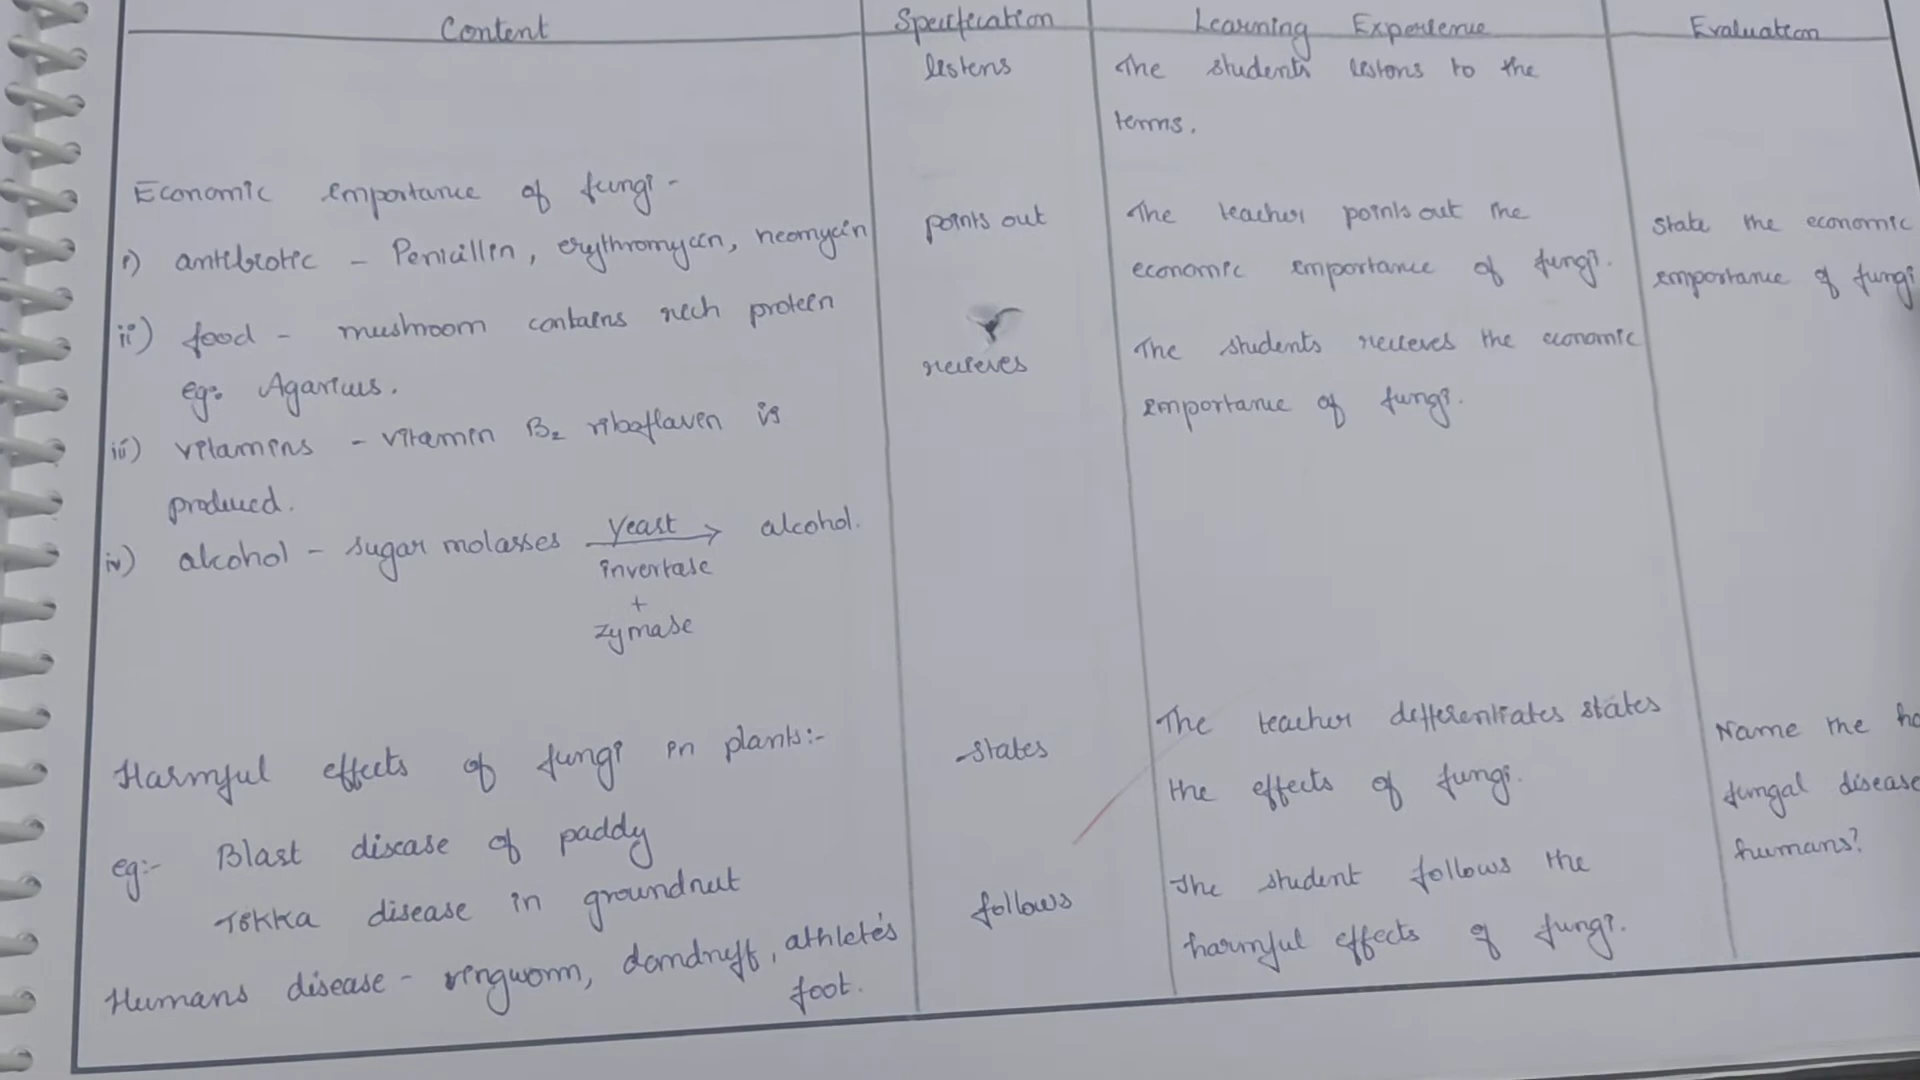 Content
Specification
Learning Experience
Evaluation
listens
The students listens to the
terms.
Economic importance of fungi -
i) antibiotic - Penicillin, erythromycin, neomycin
ii) food - mushroom contains rich protein
eg: Agaricus.
iii) vitamins - vitamin B2 riboflaven is
produced.
iv) alcohol - sugar molasses yeast → alcohol.
invertase
+
zymase
points out
The teacher points out the
economic importance of fungi.
State the economic
importance of fungi
recieves
The students recieves the economic
importance of fungi.
Harmful effects of fungi in plants:-
eg:- Blast disease of paddy
Tikka disease in groundnut
Humans disease - ringworm, dandruff, athlete's
foot.
states
The teacher differentiates states
the effects of fungi.
Name the
fungal disease
humans?
follows
The student follows the
harmful effects of fungi.